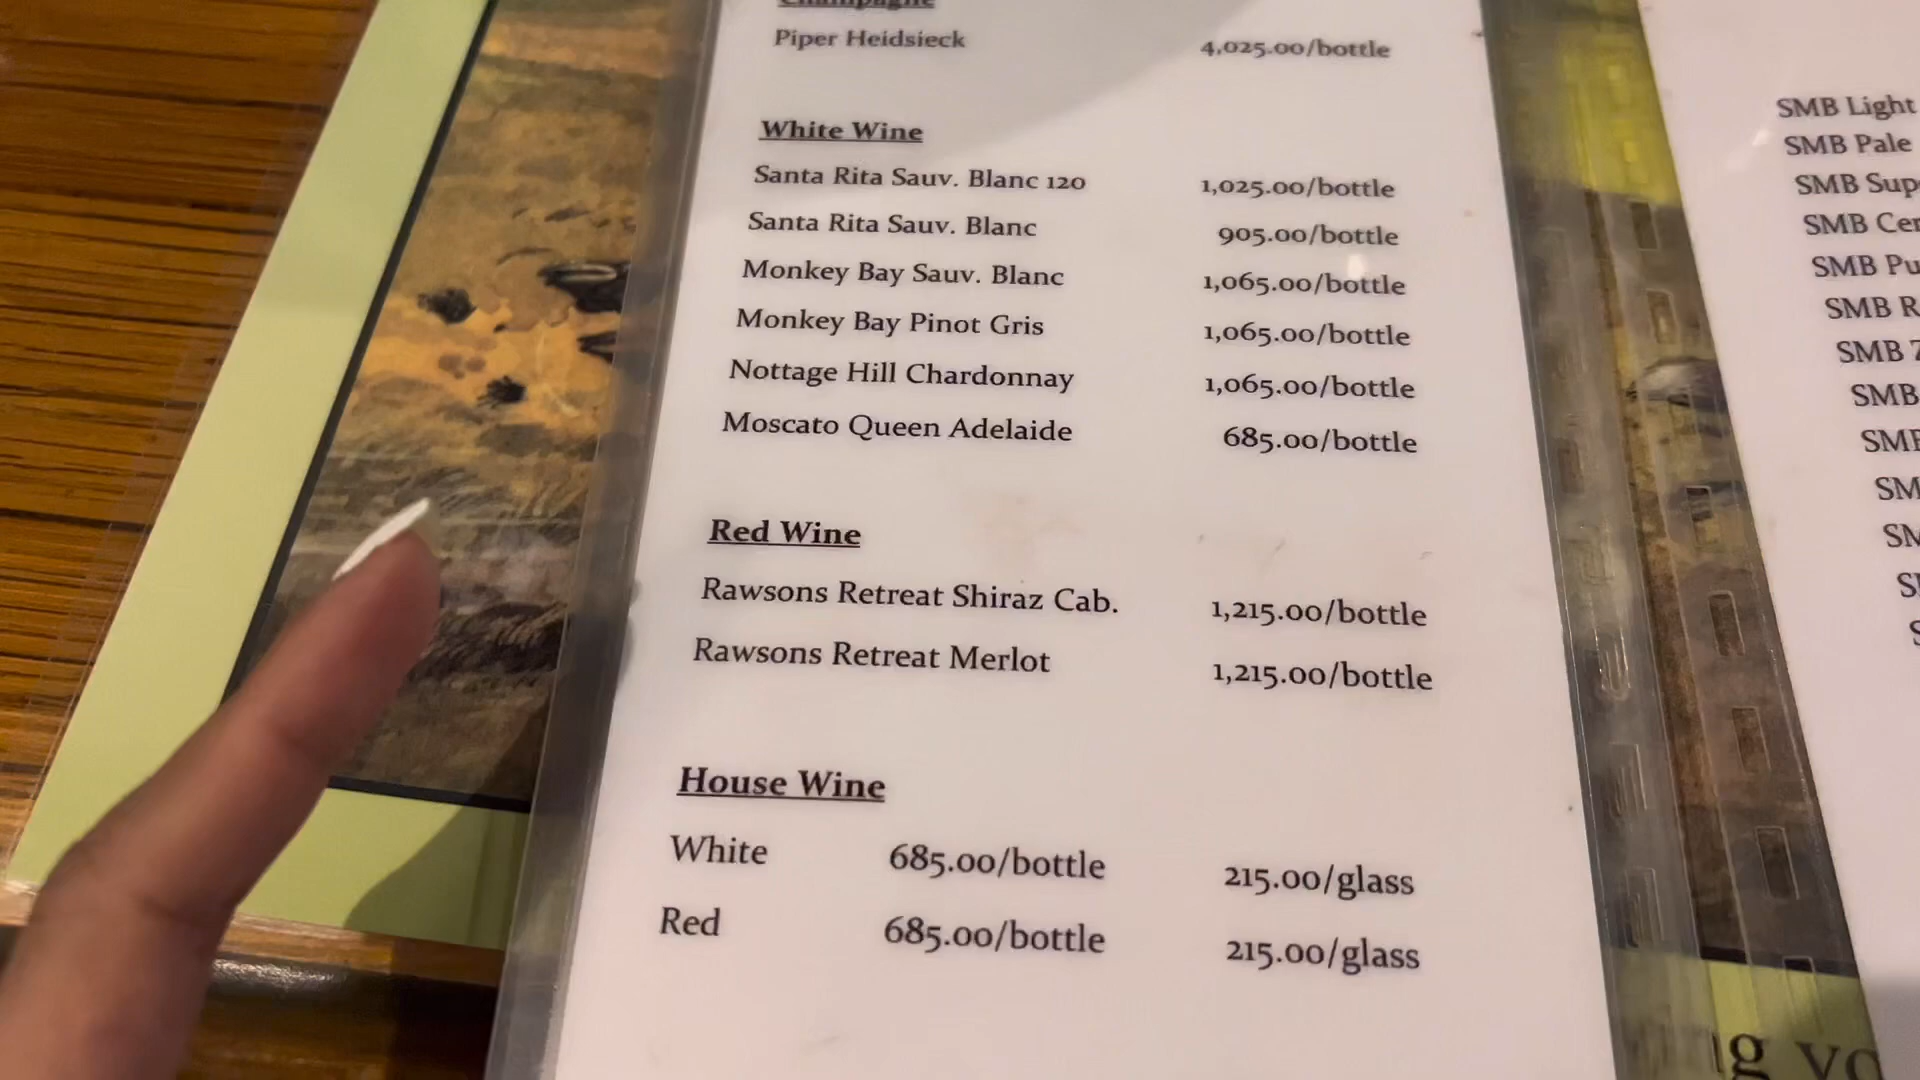 Champagne
Piper Heidsieck 4,025.00/bottle
White Wine
Santa Rita Sauv. Blanc 120 1,025.00/bottle
Santa Rita Sauv. Blanc 905.00/bottle
Monkey Bay Sauv. Blanc 1,065.00/bottle
Monkey Bay Pinot Gris 1,065.00/bottle
Nottage Hill Chardonnay 1,065.00/bottle
Moscato Queen Adelaide 685.00/bottle
Red Wine
Rawsons Retreat Shiraz Cab. 1,215.00/bottle
Rawsons Retreat Merlot 1,215.00/bottle
House Wine
White 685.00/bottle 215.00/glass
Red 685.00/bottle 215.00/glass
SMB Light
SMB Pale
SMB
SMB
SMB
SMB
SMB
SMB